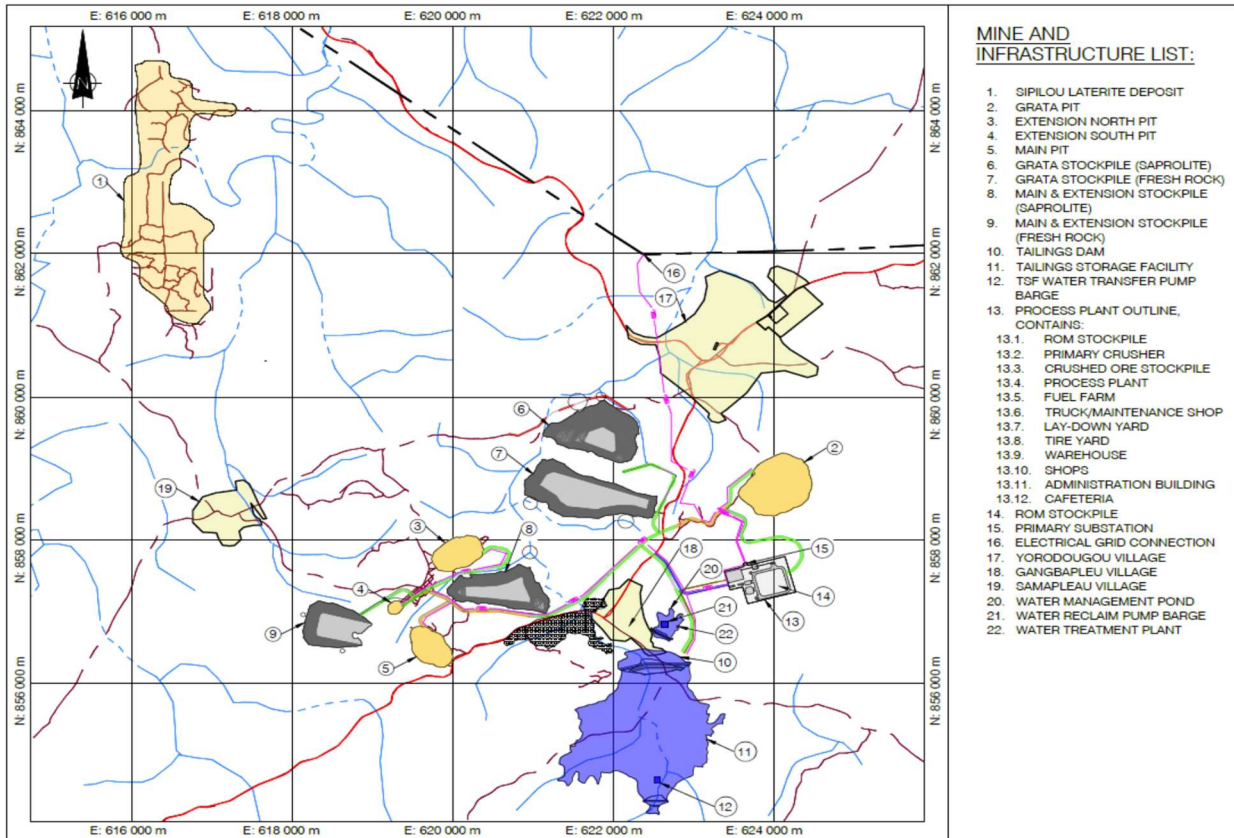 E: 616 000 m E: 618 000 m E: 620 000 m E: 622 000 m E: 624 000 m
N: 864 000 m N: 864 000 m
N: 862 000 m N: 862 000 m
N: 860 000 m N: 860 000 m
N: 858 000 m N: 858 000 m
N: 856 000 m N: 856 000 m
N
1
16
17
6
7
2
19
3
8
18
20
15
4
21
14
9
22
13
5
10
11
12
E: 616 000 m E: 618 000 m E: 620 000 m E: 622 000 m E: 624 000 m
MINE AND
INFRASTRUCTURE LIST:
1. SIPILOU LATERITE DEPOSIT
2. GRATA PIT
3. EXTENSION NORTH PIT
4. EXTENSION SOUTH PIT
5. MAIN PIT
6. GRATA STOCKPILE (SAPROLITE)
7. GRATA STOCKPILE (FRESH ROCK)
8. MAIN & EXTENSION STOCKPILE
(SAPROLITE)
9. MAIN & EXTENSION STOCKPILE
(FRESH ROCK)
10. TAILINGS DAM
11. TAILINGS STORAGE FACILITY
12. TSF WATER TRANSFER PUMP
BARGE
13. PROCESS PLANT OUTLINE,
CONTAINS:
13.1. ROM STOCKPILE
13.2. PRIMARY CRUSHER
13.3. CRUSHED ORE STOCKPILE
13.4. PROCESS PLANT
13.5. FUEL FARM
13.6. TRUCK/MAINTENANCE SHOP
13.7. LAY-DOWN YARD
13.8. TIRE YARD
13.9. WAREHOUSE
13.10. SHOPS
13.11. ADMINISTRATION BUILDING
13.12. CAFETERIA
14. ROM STOCKPILE
15. PRIMARY SUBSTATION
16. ELECTRICAL GRID CONNECTION
17. YORODOUGOU VILLAGE
18. GANGBAPLEU VILLAGE
19. SAMAPLEAU VILLAGE
20. WATER MANAGEMENT POND
21. WATER RECLAIM PUMP BARGE
22. WATER TREATMENT PLANT